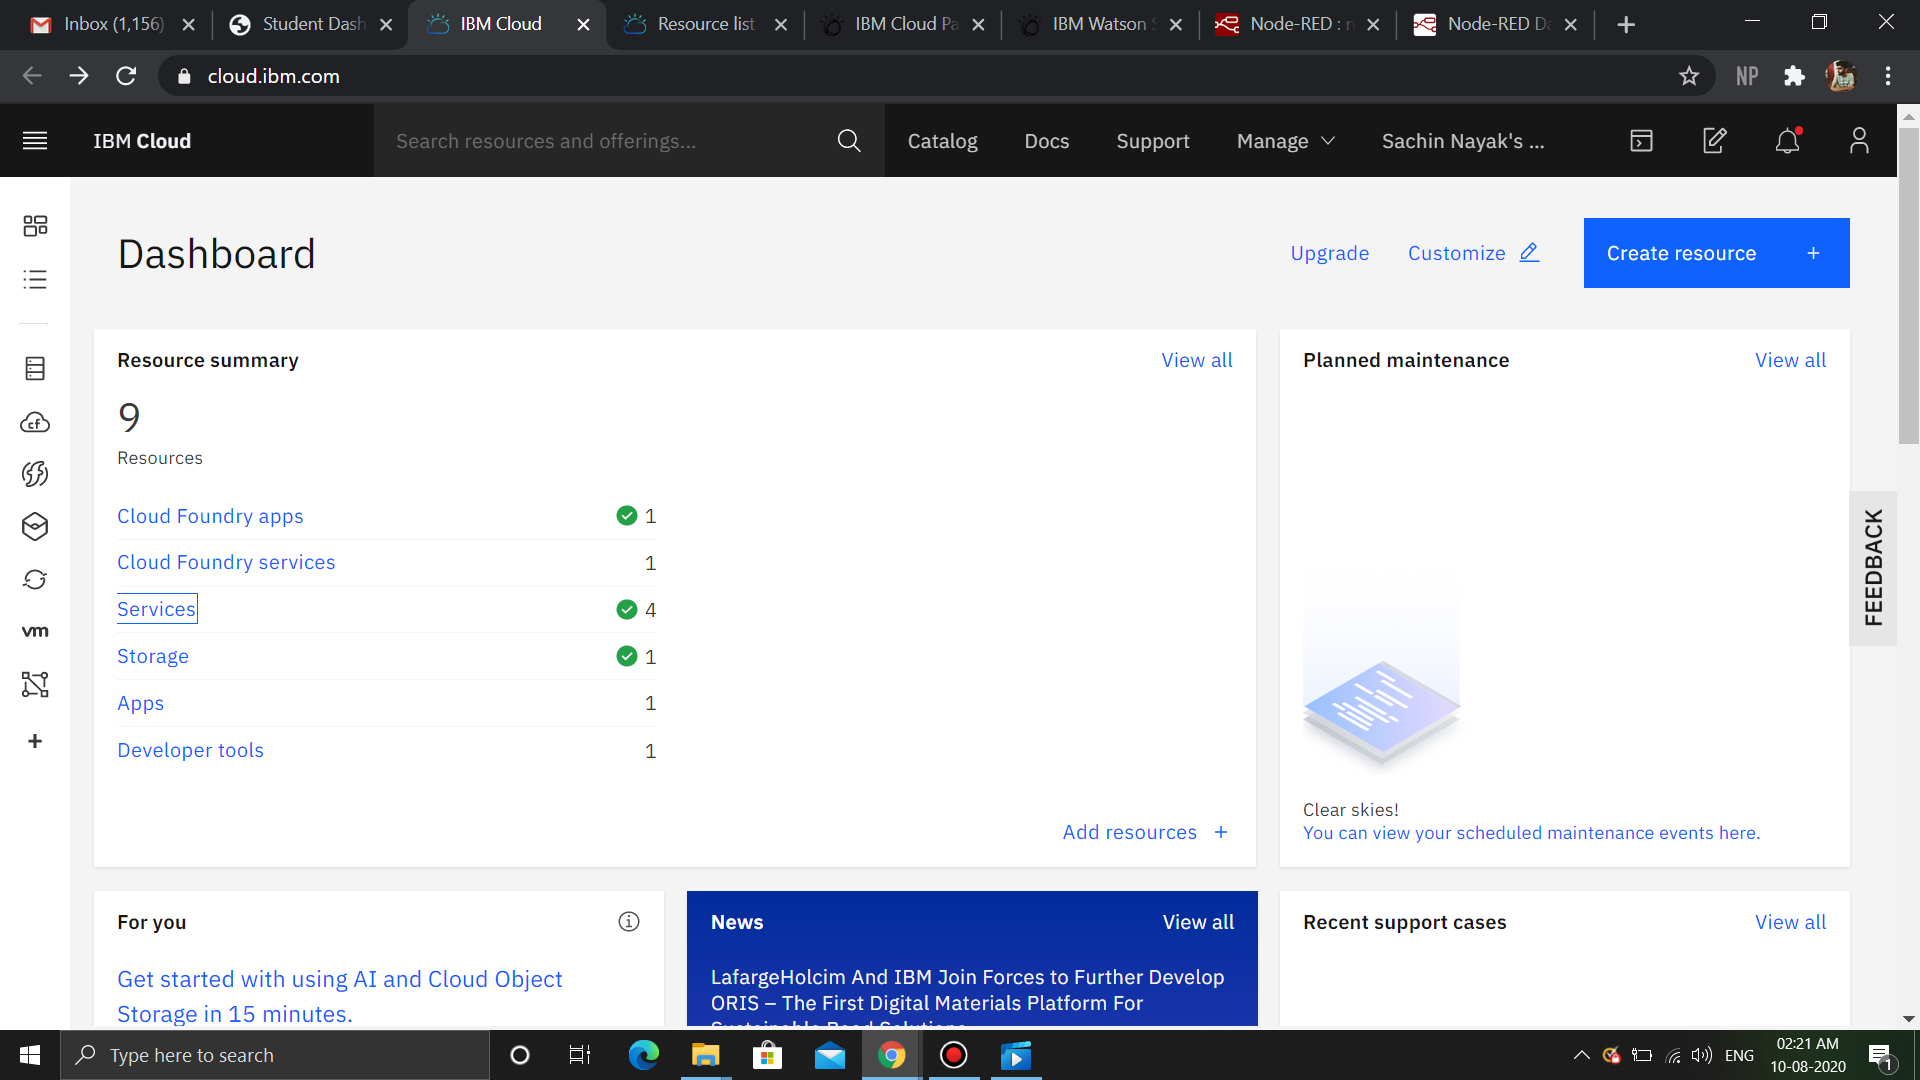 Inbox (1,156)
Student Dash
IBM Cloud
Resource list
IBM Cloud Pa
IBM Watson S
Node-RED : n
Node-RED Da
cloud.ibm.com
NP
IBM Cloud
Search resources and offerings...
Catalog
Docs
Support
Manage
Sachin Nayak's ...
Dashboard
Upgrade
Customize
Create resource +
Resource summary
View all
9
Resources
Cloud Foundry apps 1
Cloud Foundry services 1
Services 4
Storage 1
Apps 1
Developer tools 1
Add resources +
Planned maintenance
View all
Clear skies!
You can view your scheduled maintenance events here.
FEEDBACK
cf
vm
For you
Get started with using AI and Cloud Object
Storage in 15 minutes.
News
View all
LafargeHolcim And IBM Join Forces to Further Develop
ORIS – The First Digital Materials Platform For
Recent support cases
View all
Type here to search
ENG
02:21 AM
10-08-2020
1